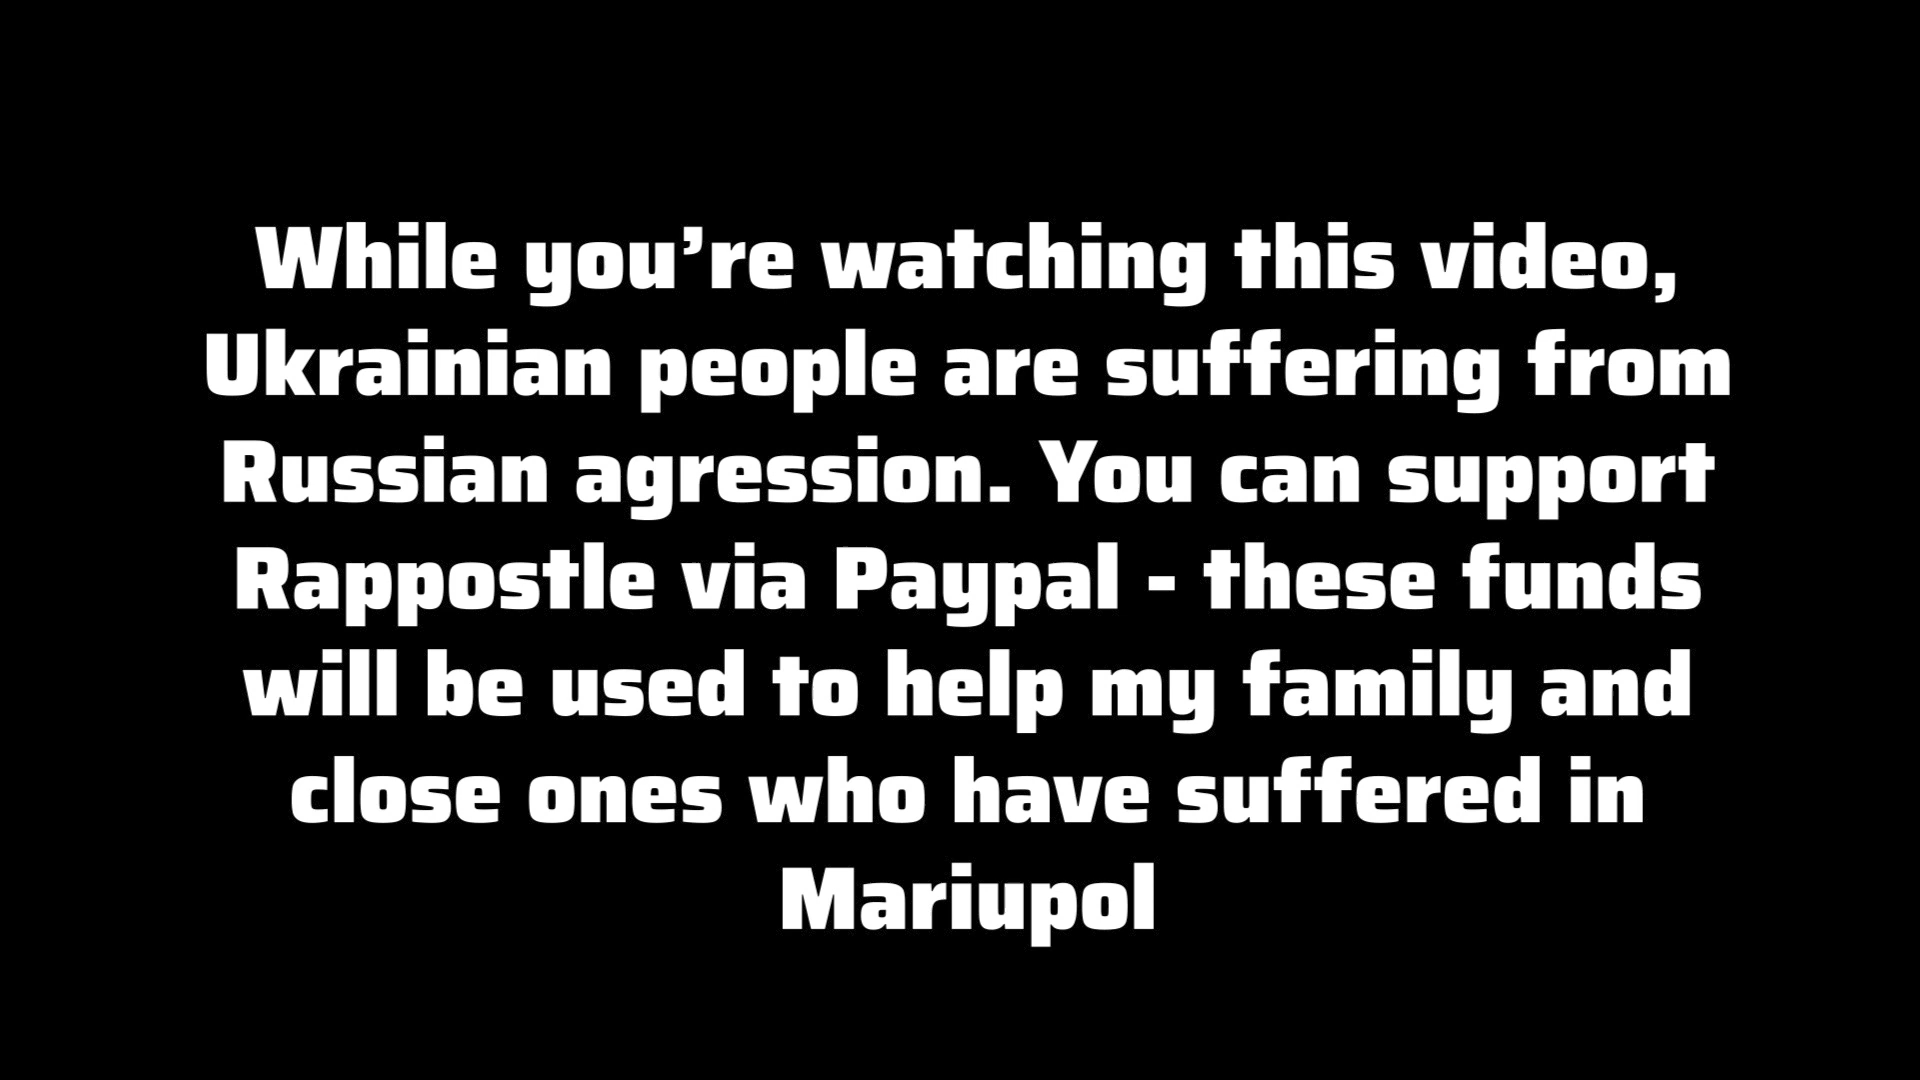 While you’re watching this video,
Ukrainian people are suffering from
Russian agression. You can support
Rappostle via Paypal - these funds
will be used to help my family and
close ones who have suffered in
Mariupol